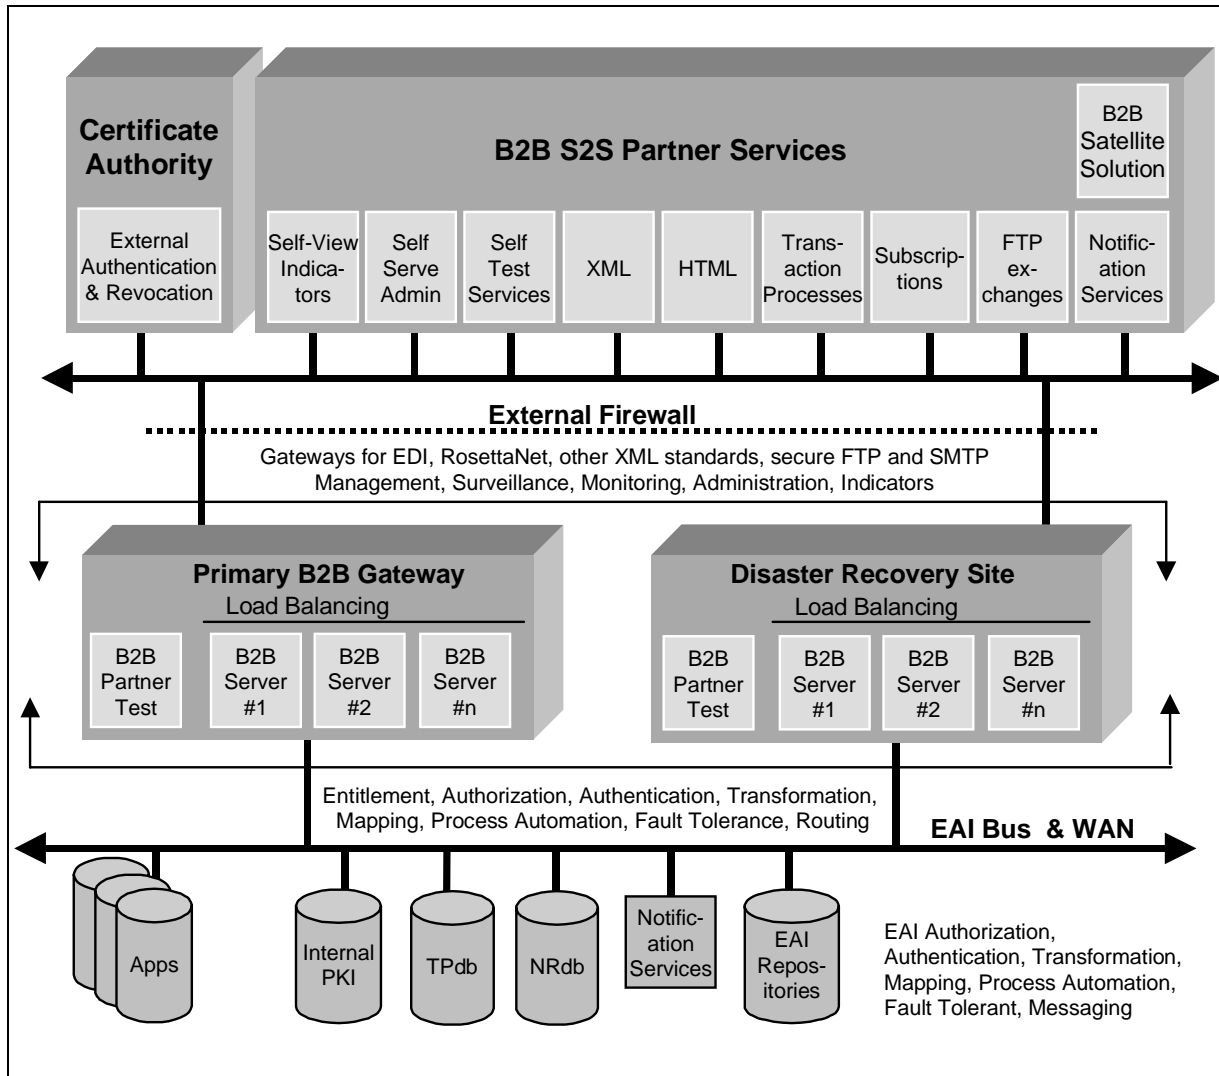 Certificate
Authority
External
Authentication
& Revocation
B2B S2S Partner Services
B2B
Satellite
Solution
Self-View
Indica-
tors
Self
Serve
Admin
Self
Test
Services
XML
HTML
Trans-
action
Processes
Subscrip-
tions
FTP
ex-
changes
Notific-
ation
Services
External Firewall
Gateways for EDI, RosettaNet, other XML standards, secure FTP and SMTP
Management, Surveillance, Monitoring, Administration, Indicators
Primary B2B Gateway
Load Balancing
B2B
Partner
Test
B2B
Server
#1
B2B
Server
#2
B2B
Server
#n
Disaster Recovery Site
Load Balancing
B2B
Partner
Test
B2B
Server
#1
B2B
Server
#2
B2B
Server
#n
Entitlement, Authorization, Authentication, Transformation,
Mapping, Process Automation, Fault Tolerance, Routing
EAI Bus & WAN
Apps
Internal
PKI
TPdb
NRdb
Notific-
ation
Services
EAI
Repos-
itories
EAI Authorization,
Authentication, Transformation,
Mapping, Process Automation,
Fault Tolerant, Messaging